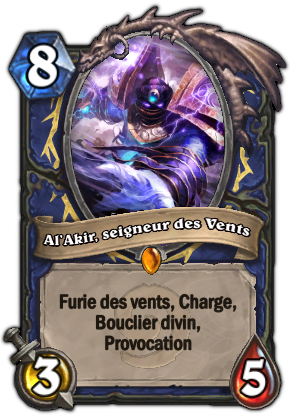 8
Al'Akir, seigneur des Vents
Furie des vents, Charge,
Bouclier divin,
Provocation
3
5